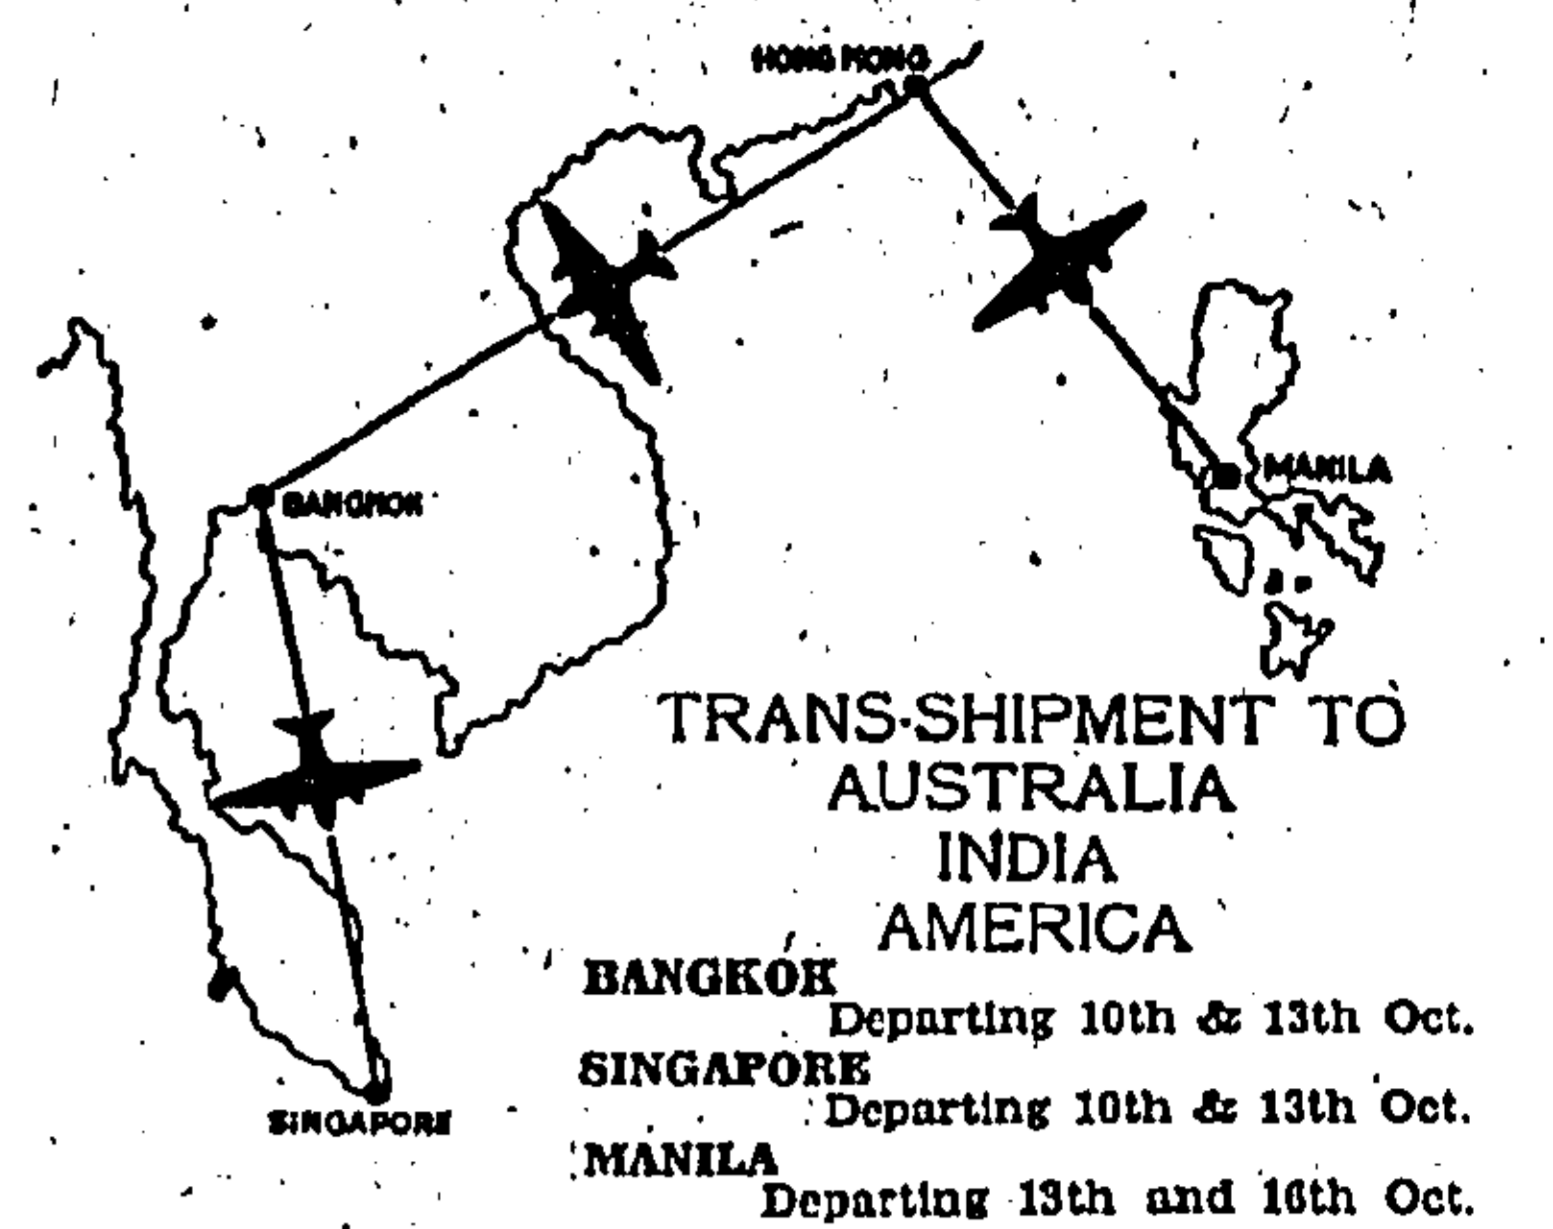 HONG KONG
BANGKOK
MANILA
SINGAPORE
TRANS-SHIPMENT TO
AUSTRALIA
INDIA
AMERICA
BANGKOK
Departing 10th & 13th Oct.
SINGAPORE
Departing 10th & 13th Oct.
MANILA
Departing 13th and 16th Oct.